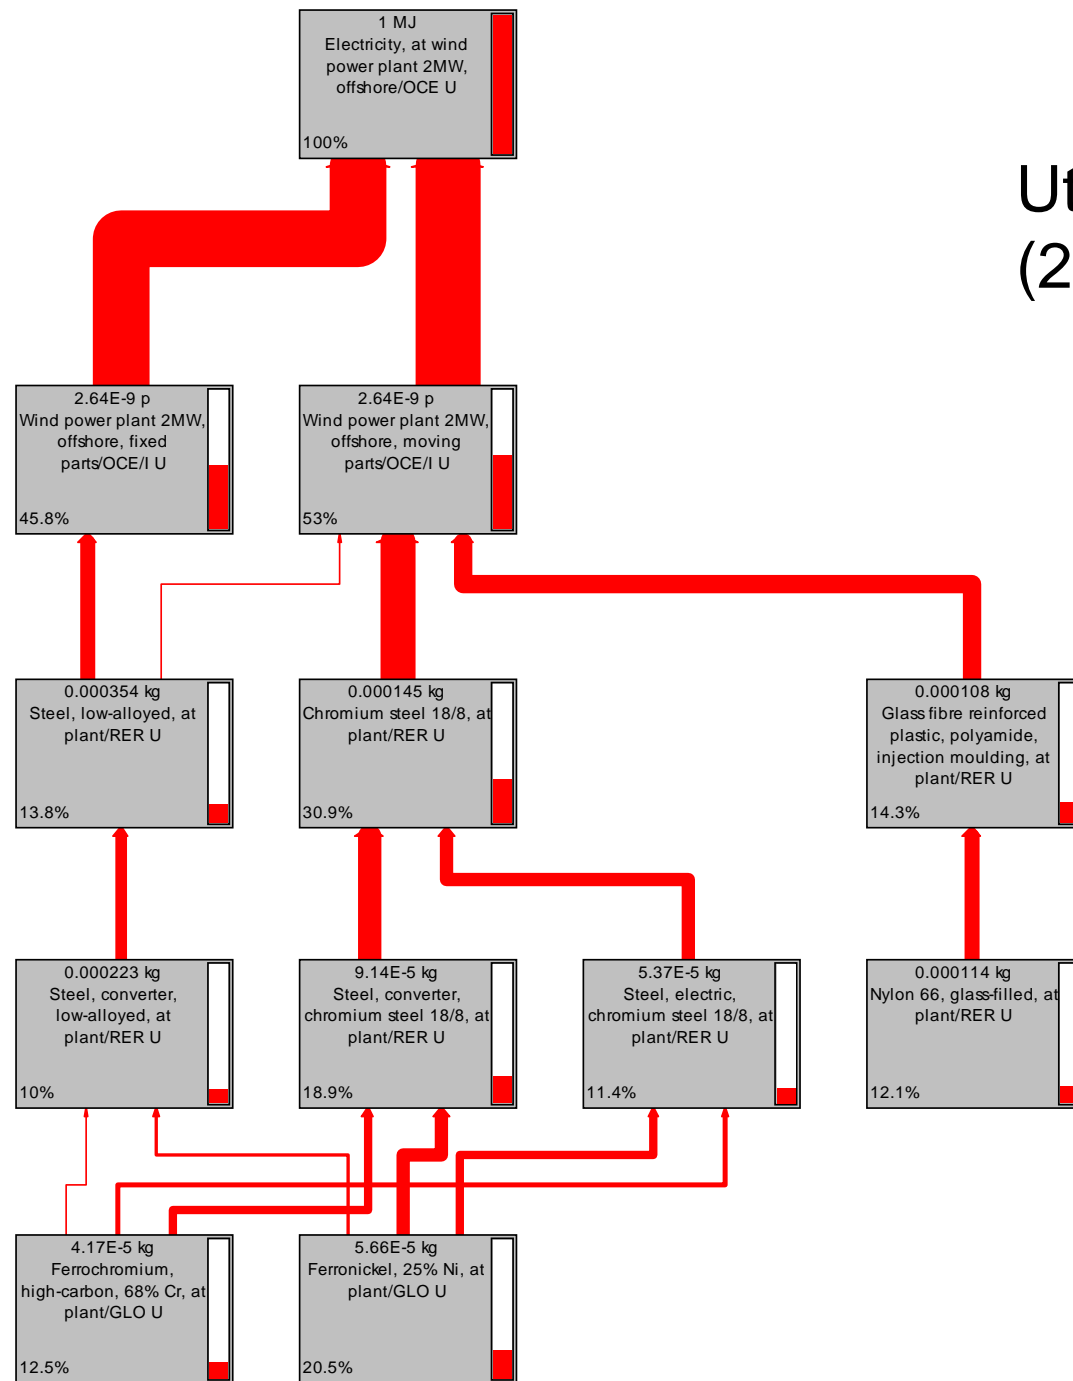 1 MJ
Electricity, at wind
power plant 2MW,
offshore/OCE U
100%
Ut
(2
2.64E-9 p
Wind power plant 2MW,
offshore, fixed
parts/OCE/I U
45.8%
2.64E-9 p
Wind power plant 2MW,
offshore, moving
parts/OCE/I U
53%
0.000354 kg
Steel, low-alloyed, at
plant/RER U
13.8%
0.000145 kg
Chromium steel 18/8, at
plant/RER U
30.9%
0.000108 kg
Glass fibre reinforced
plastic, polyamide,
injection moulding, at
plant/RER U
14.3%
0.000223 kg
Steel, converter,
low-alloyed, at
plant/RER U
10%
9.14E-5 kg
Steel, converter,
chromium steel 18/8, at
plant/RER U
18.9%
5.37E-5 kg
Steel, electric,
chromium steel 18/8, at
plant/RER U
11.4%
0.000114 kg
Nylon 66, glass-filled, at
plant/RER U
12.1%
4.17E-5 kg
Ferrochromium,
high-carbon, 68% Cr, at
plant/GLO U
12.5%
5.66E-5 kg
Ferronickel, 25% Ni, at
plant/GLO U
20.5%